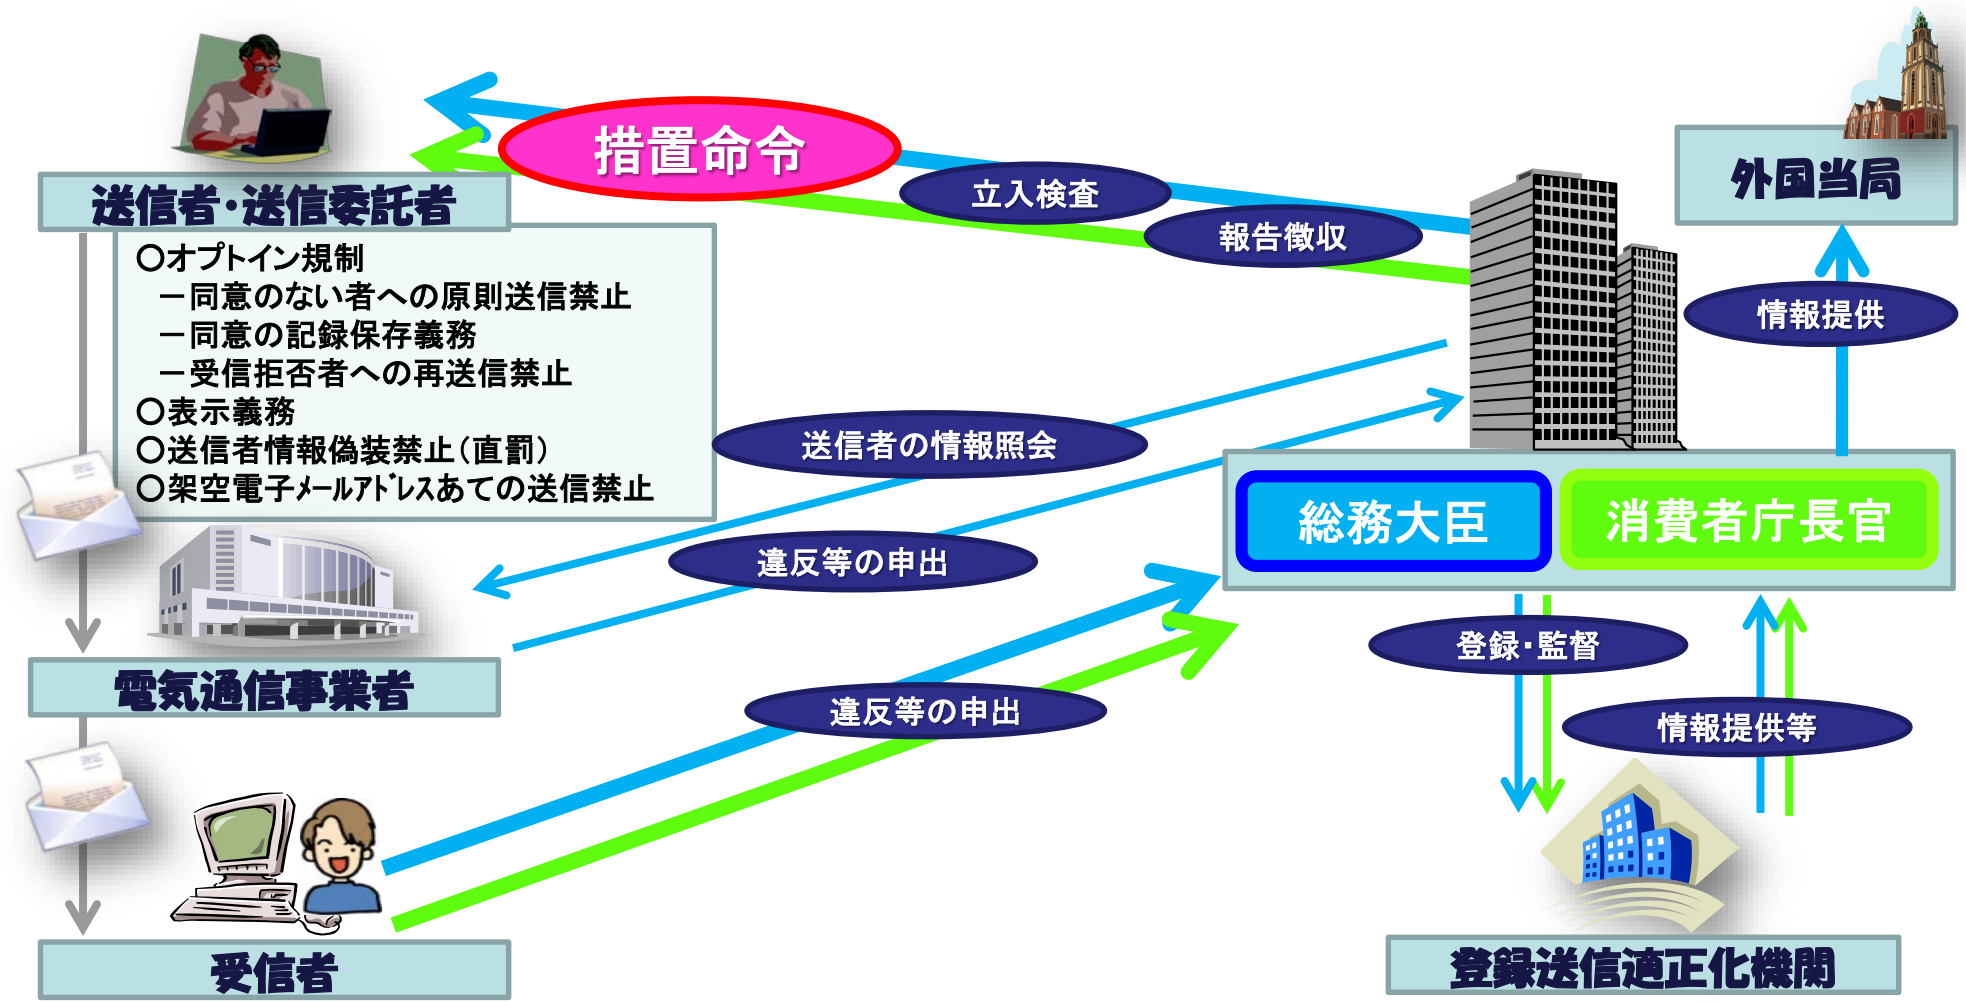 措置命令
立入検査
報告徴収
外国当局
情報提供
送信者・送信委託者
○オプトイン規制
－同意のない者への原則送信禁止
－同意の記録保存義務
－受信拒否者への再送信禁止
○表示義務
○送信者情報偽装禁止（直罰）
○架空電子ﾒｰﾙｱﾄﾞﾚｽあての送信禁止
送信者の情報照会
違反等の申出
総務大臣
消費者庁長官
電気通信事業者
違反等の申出
登録・監督
情報提供等
受信者
登録送信適正化機関